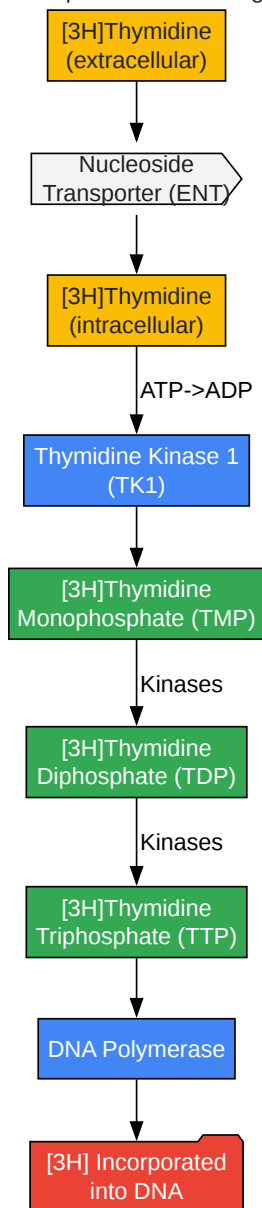 [3H]Thymidine
(extracellular)
Nucleoside
Transporter (ENT)
[3H]Thymidine
(intracellular)
ATP->ADP
Thymidine Kinase 1
(TK1)
[3H]Thymidine
Monophosphate (TMP)
Kinases
[3H]Thymidine
Diphosphate (TDP)
Kinases
[3H]Thymidine
Triphosphate (TTP)
DNA Polymerase
[3H] Incorporated
into DNA